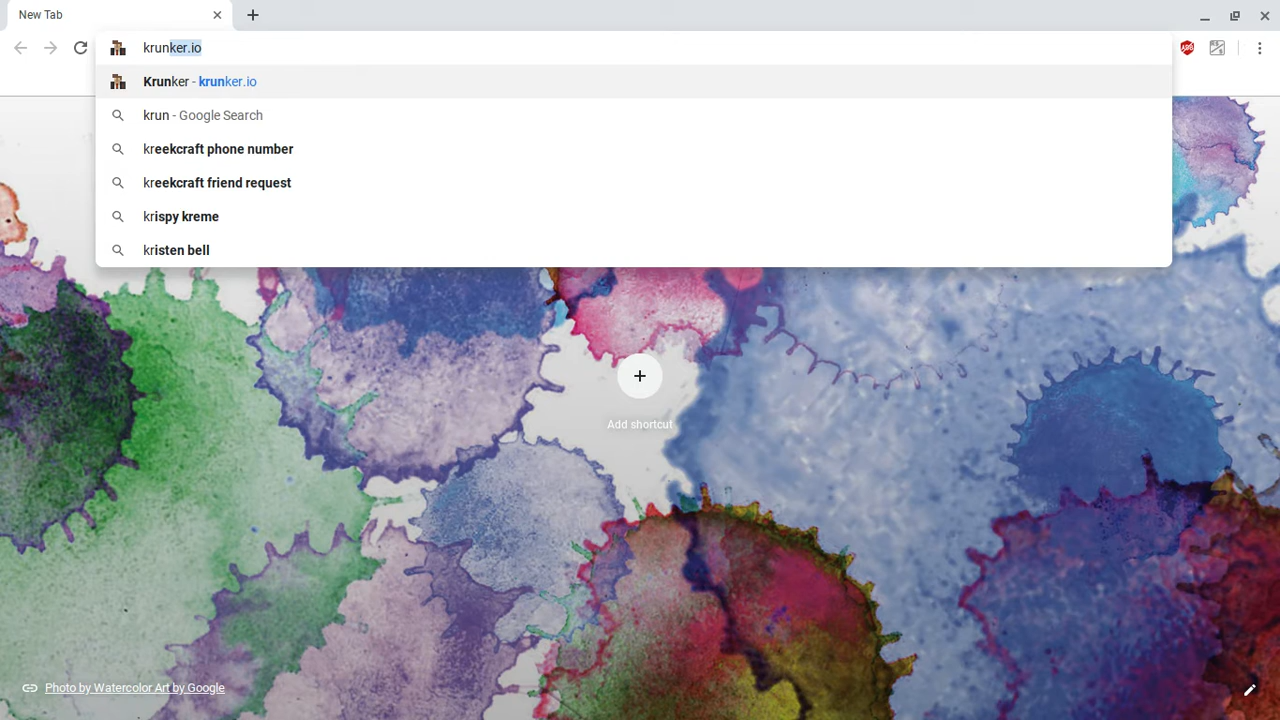 New Tab
krunker.io
Krunker - krunker.io
krun - Google Search
kreekcraft phone number
kreekcraft friend request
krispy kreme
kristen bell
Add shortcut
Photo by Watercolor Art by Google